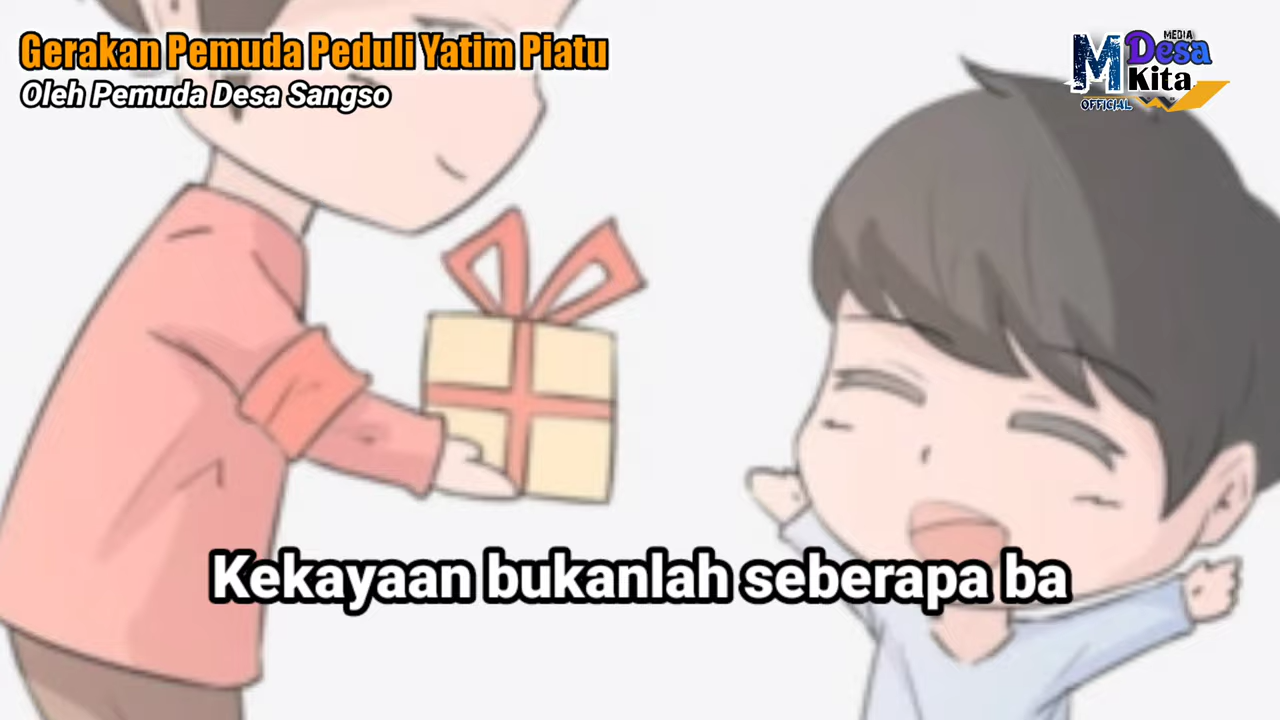 Gerakan Pemuda Peduli Yatim Piatu
Oleh Pemuda Desa Sangso
M
MEDIA
Desa
Kita
OFFICIAL
Kekayaan bukanlah seberapa ba